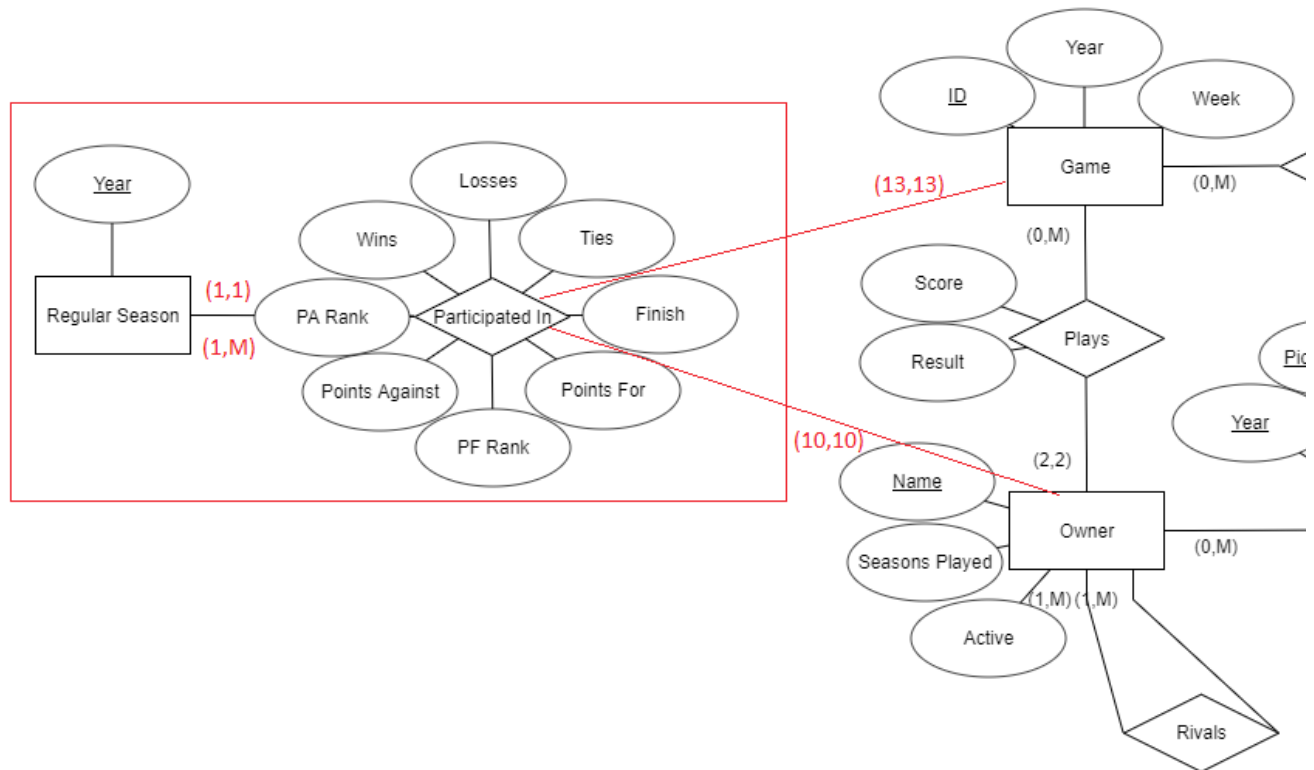 Year
ID
Week
Game
(0,M)
(13,13)
(0,M)
Year
Losses
Wins
Ties
Regular Season
(1,1)
(1,M)
PA Rank
Participated In
Finish
Points Against
Points For
PF Rank
Score
Plays
Result
Pic
Year
(10,10)
(2,2)
Name
Owner
(0,M)
Seasons Played
(1,M)
(1,M)
Active
Rivals